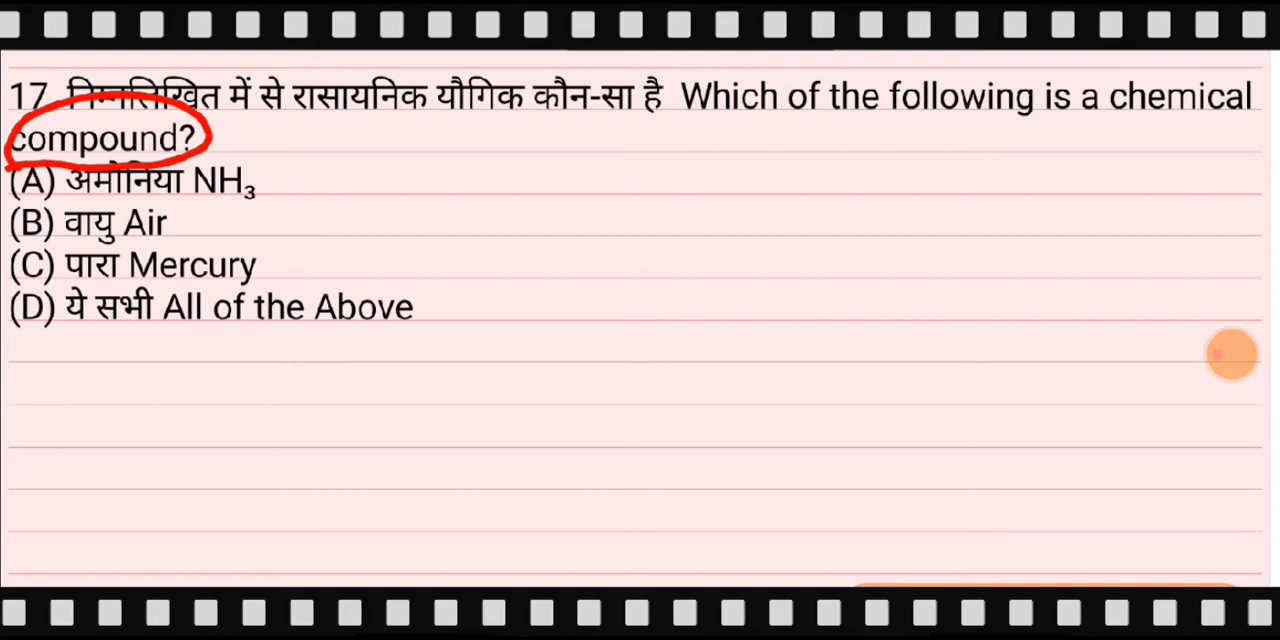 17. निम्नलिखित में से रासायनिक यौगिक कौन-सा है Which of the following is a chemical
compound?
(A) अमोनिया NH₃
(B) वायु Air
(C) पारा Mercury
(D) ये सभी All of the Above